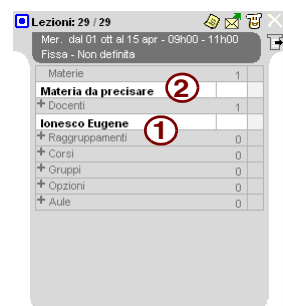 Lezioni: 29 / 29
Mer. dal 01 ott al 15 apr - 09h00 - 11h00
Fissa - Non definita
Materie 1
Materia da precisare 2
+ Docenti 1
Ionesco Eugene 1
+ Raggruppamenti 0
+ Corsi 0
+ Gruppi 0
+ Opzioni 0
+ Aule 0